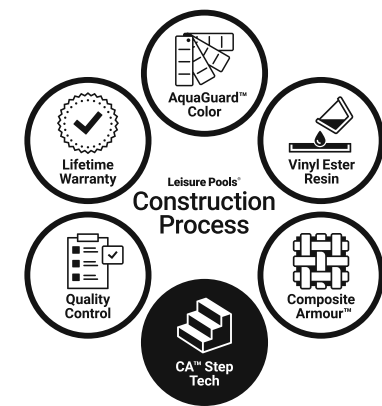 AquaGuard™
Color
Lifetime
Warranty
Vinyl Ester
Resin
Leisure Pools®
Construction
Process
Quality
Control
Composite
Armour™
CA™ Step
Tech